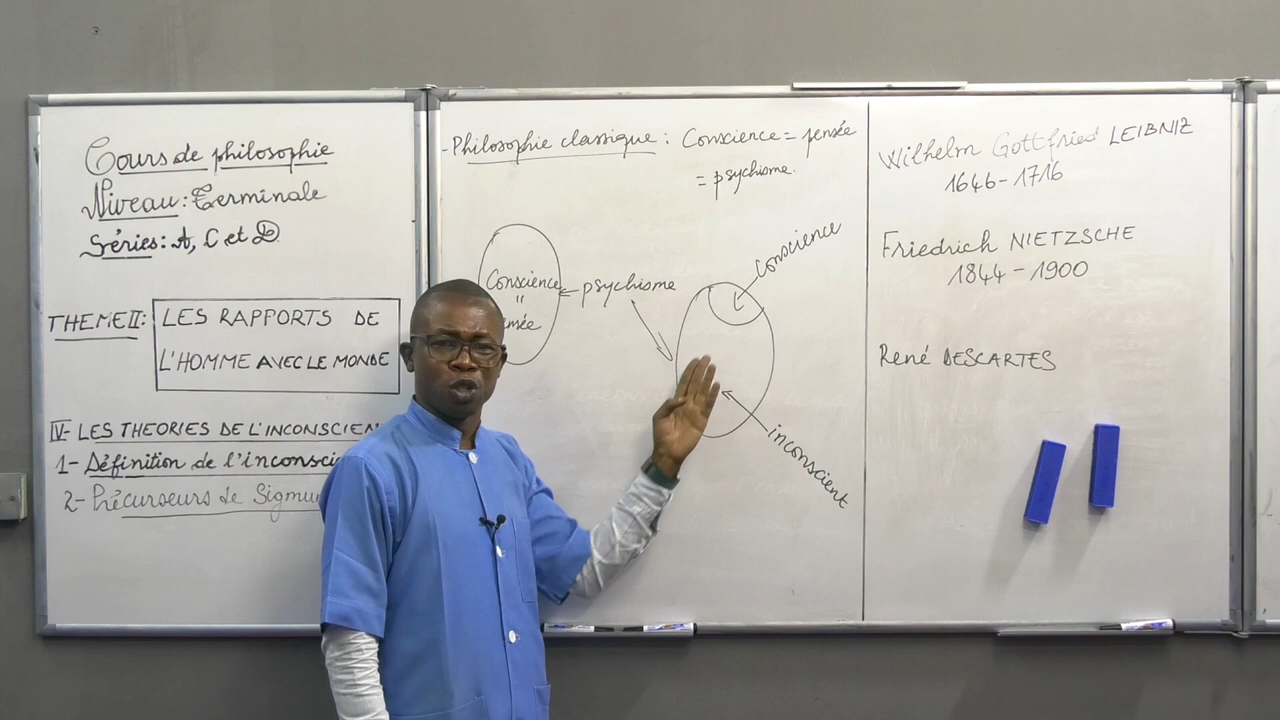 Cours de philosophie
Niveau: Terminale
Séries: A, C et D
THEME II: LES RAPPORTS DE
L'HOMME AVEC LE MONDE
IV- LES THEORIES DE L'INCONSCIEN
1- Définition de l'inconsci
2- Précurseurs de Sigmun
- Philosophie classique: Conscience = pensée
= psychisme.
Conscience
"
nsée
psychisme
Conscience
inconscient
Wilhelm Gottfried LEIBNIZ
1646-1716
Friedrich NIETZSCHE
1844-1900
René DESCARTES